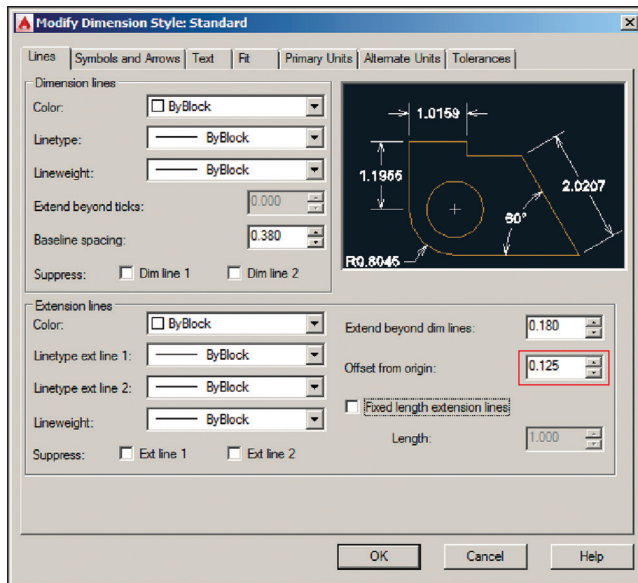 Modify Dimension Style: Standard
Lines Symbols and Arrows Text Fit Primary Units Alternate Units Tolerances
Dimension lines
Color: ByBlock
Linetype: ByBlock
Lineweight: ByBlock
Extend beyond ticks: 0.000
Baseline spacing: 0.380
Suppress: Dim line 1 Dim line 2
1.0159
1.1955
2.0207
60°
R0.8045
Extension lines
Color: ByBlock
Linetype ext line 1: ByBlock
Linetype ext line 2: ByBlock
Lineweight: ByBlock
Suppress: Ext line 1 Ext line 2
Extend beyond dim lines: 0.180
Offset from origin: 0.125
Fixed length extension lines
Length: 1.000
OK Cancel Help